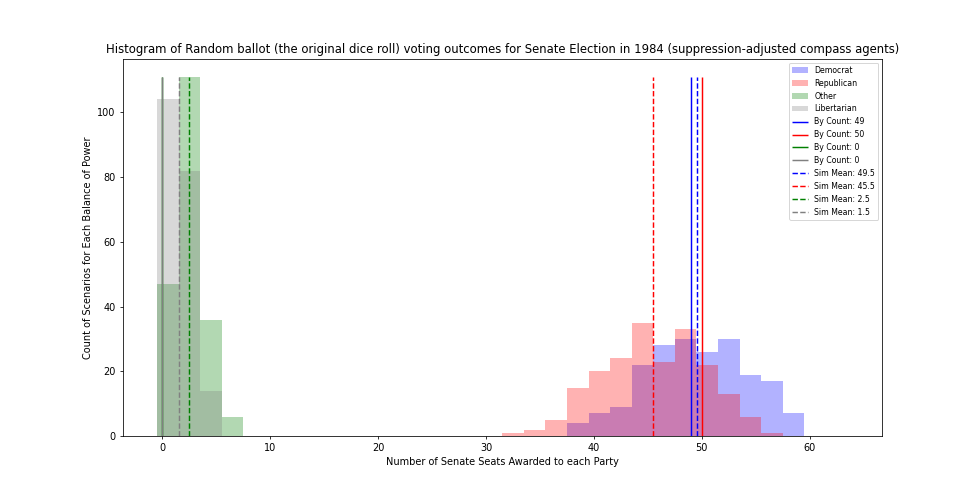 Histogram of Random ballot (the original dice roll) voting outcomes for Senate Election in 1984 (suppression-adjusted compass agents)
Democrat
Republican
Other
Libertarian
By Count: 49
By Count: 50
By Count: 0
By Count: 0
Sim Mean: 49.5
Sim Mean: 45.5
Sim Mean: 2.5
Sim Mean: 1.5
Count of Scenarios for Each Balance of Power
100
80
60
40
20
0
0 10 20 30 40 50 60
Number of Senate Seats Awarded to each Party